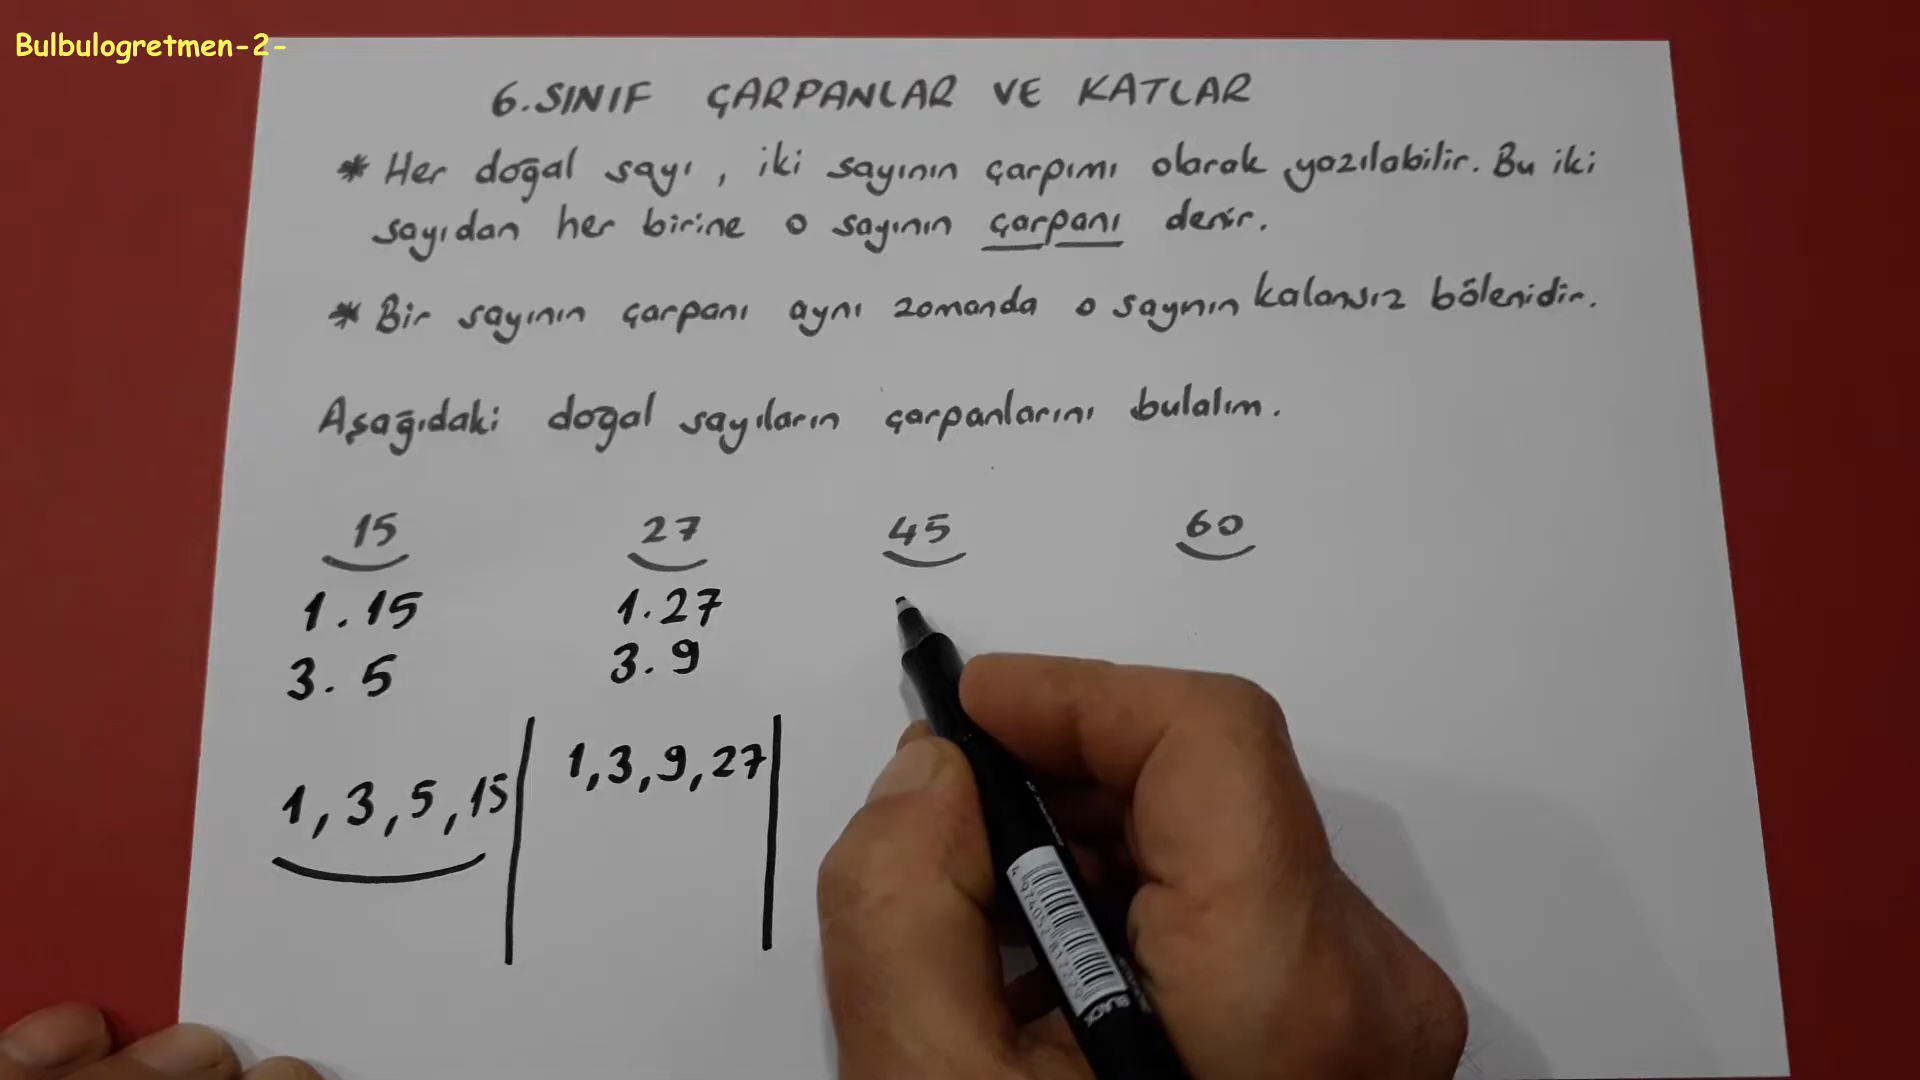 Bulbulogretmen-2-
6.SINIF ÇARPANLAR VE KATLAR
* Her doğal sayı, iki sayının çarpımı olarak yazılabilir. Bu iki
sayıdan her birine o sayının çarpanı denir.
* Bir sayının çarpanı aynı zamanda o saynın kalansız bölenidir.
Aşağıdaki doğal sayıların çarpanlarını bulalım.
15 27 45 60
1.15 1.27
3.5 3.9
1,3,5,15 1,3,9,27
BLACK